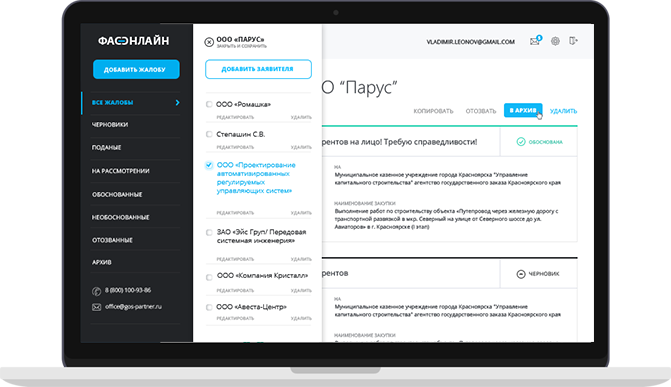 ФАС ОНЛАЙН
ДОБАВИТЬ ЖАЛОБУ
ВСЕ ЖАЛОБЫ
ЧЕРНОВИКИ
ПОДАНЫЕ
НА РАССМОТРЕНИИ
ОБОСНОВАННЫЕ
НЕОБОСНОВАННЫЕ
ОТОЗВАННЫЕ
АРХИВ
8 (800) 100-93-86
office@gos-partner.ru
ООО «ПАРУС»
ЗАКРЫТЬ И СОХРАНИТЬ
ДОБАВИТЬ ЗАЯВИТЕЛЯ
ООО «Ромашка»
РЕДАКТИРОВАТЬ УДАЛИТЬ
Степашин С.В.
РЕДАКТИРОВАТЬ УДАЛИТЬ
ООО «Проектирование
автоматизированных
регулируемых
управляющих систем»
РЕДАКТИРОВАТЬ УДАЛИТЬ
ЗАО «Эйс Груп/ Передовая
системная инженерия»
РЕДАКТИРОВАТЬ УДАЛИТЬ
ООО «Компания Кристалл»
РЕДАКТИРОВАТЬ УДАЛИТЬ
ООО «Авеста-Центр»
РЕДАКТИРОВАТЬ УДАЛИТЬ
VLADIMIR.LEONOV@GMAIL.COM
О "Парус"
КОПИРОВАТЬ ОТОЗВАТЬ В АРХИВ УДАЛИТЬ
рентов на лицо! Требую справедливости! ОБОСНОВАНА
НА
Муниципальное казенное учреждение города Красноярска "Управление
капитального строительства" агентство государственного заказа Красноярского края
НАИМЕНОВАНИЕ ЗАКУПКИ
Выполнение работ по строительству объекта «Путепровод через железную дорогу с
транспортной развязкой в мкр. Северный на улице от Северного шоссе до ул.
Авиаторов» в г. Красноярске (I этап)
рентов ЧЕРНОВИК
НА
Муниципальное казенное учреждение города Красноярска "Управление
капитального строительства" агентство государственного заказа Красноярского края
НАИМЕНОВАНИЕ ЗАКУПКИ